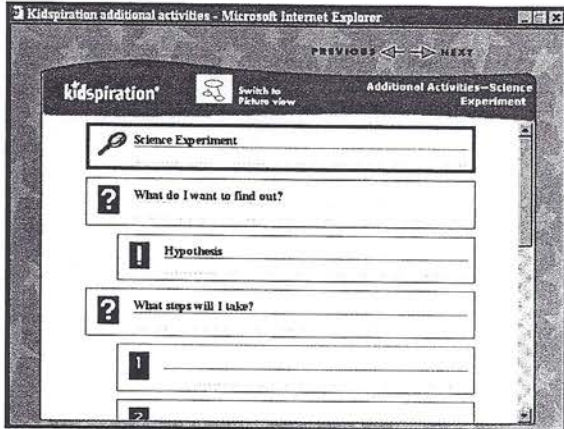 Kidspiration additional activities - Microsoft Internet Explorer
PREVIOUS NEXT
kidspiration®
Switch to
Picture view
Additional Activities—Science
Experiment
Science Experiment
? What do I want to find out?
! Hypothesis
? What steps will I take?
1
2